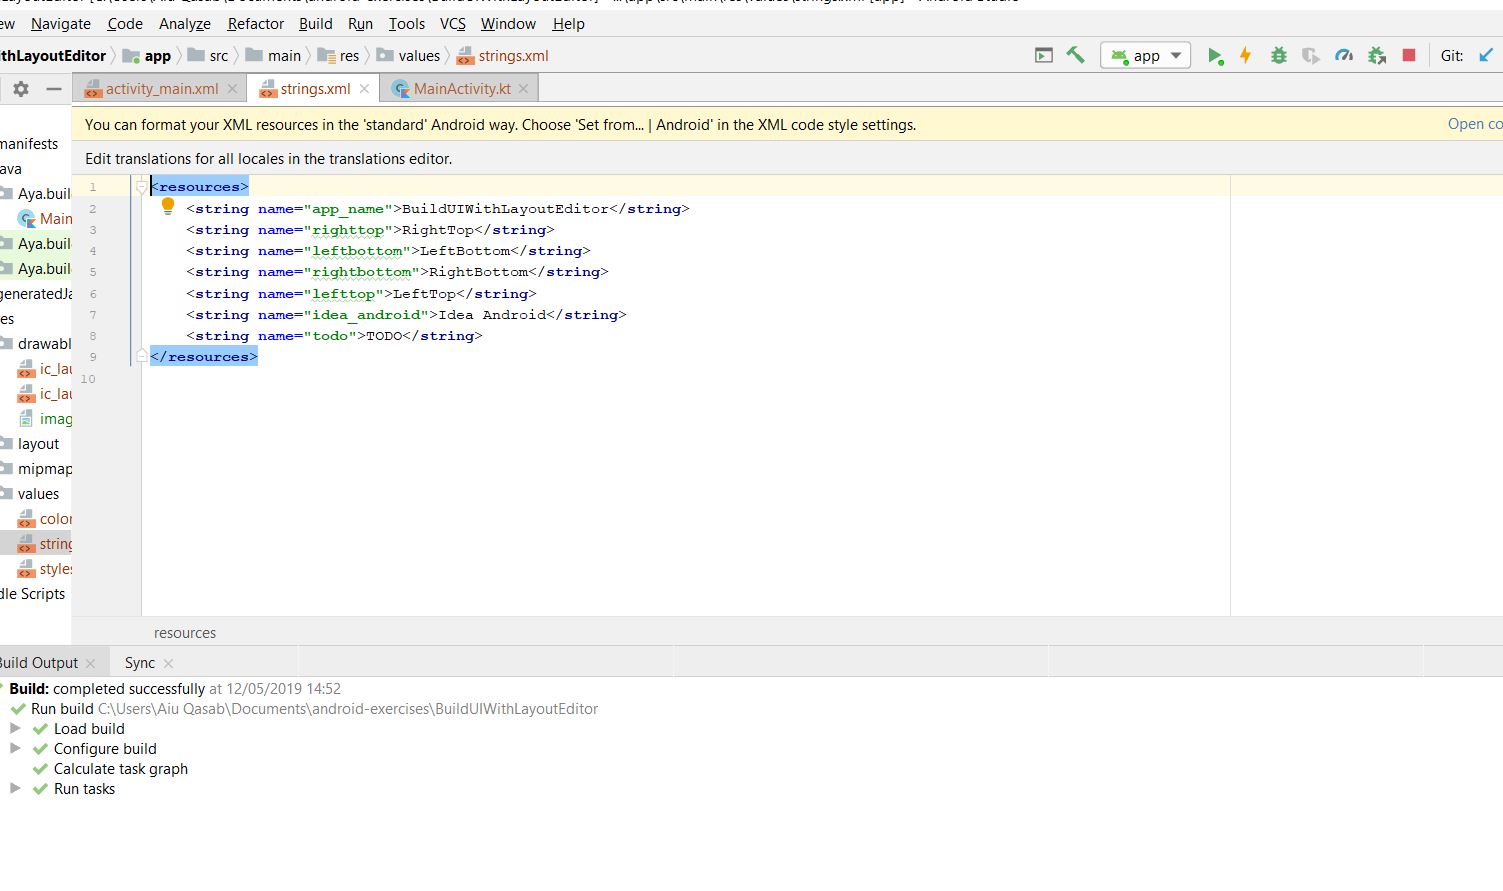 ew Navigate Code Analyze Refactor Build Run Tools VCS Window Help
ithLayoutEditor app src main res values strings.xml app Git:
activity_main.xml strings.xml MainActivity.kt
You can format your XML resources in the 'standard' Android way. Choose 'Set from... | Android' in the XML code style settings. Open co
Edit translations for all locales in the translations editor.
manifests
ava
Aya.buil
Main
Aya.buil
Aya.buil
generatedJa
es
drawabl
ic_lau
ic_lau
imag
layout
mipmap
values
color
string
styles
dle Scripts
1 <resources>
2 <string name="app_name">BuildUIWithLayoutEditor</string>
3 <string name="righttop">RightTop</string>
4 <string name="leftbottom">LeftBottom</string>
5 <string name="rightbottom">RightBottom</string>
6 <string name="lefttop">LeftTop</string>
7 <string name="idea_android">Idea Android</string>
8 <string name="todo">TODO</string>
9 </resources>
10
resources
Build Output Sync
Build: completed successfully at 12/05/2019 14:52
Run build C:\Users\Aiu Qasab\Documents\android-exercises\BuildUIWithLayoutEditor
Load build
Configure build
Calculate task graph
Run tasks